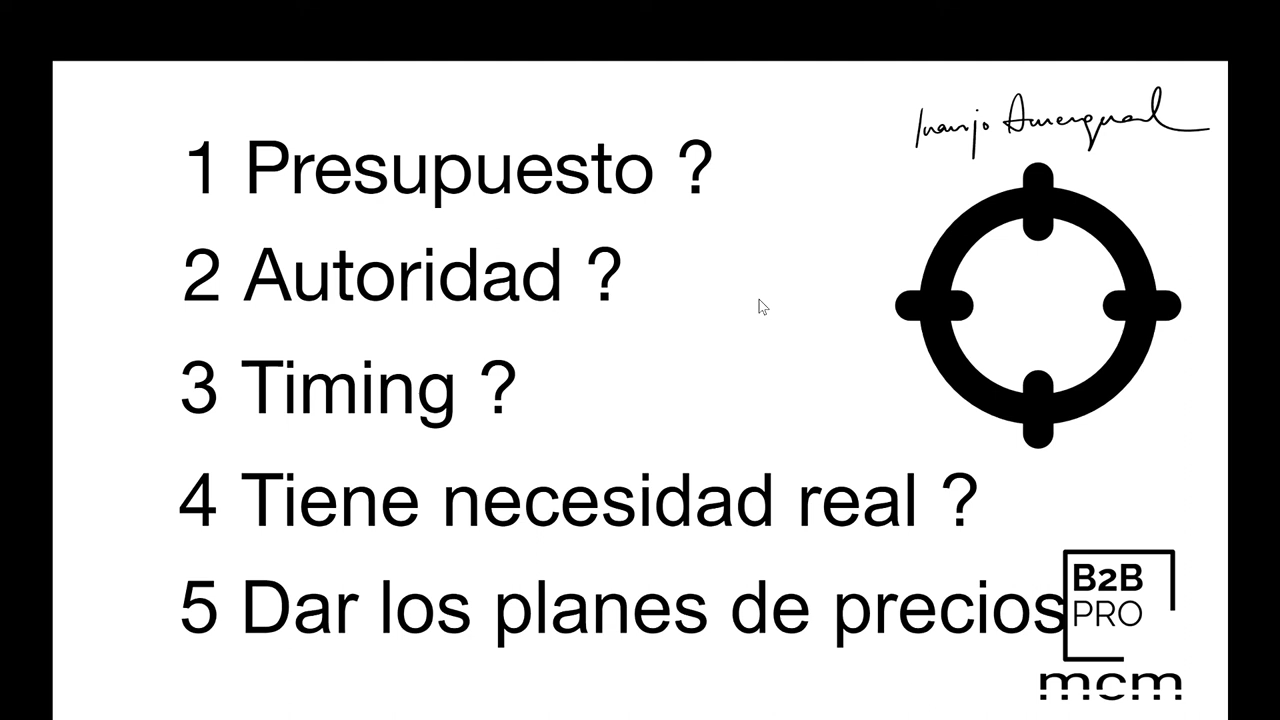 1 Presupuesto ?
2 Autoridad ?
3 Timing ?
4 Tiene necesidad real ?
5 Dar los planes de precios
B2B
PRO
mcm